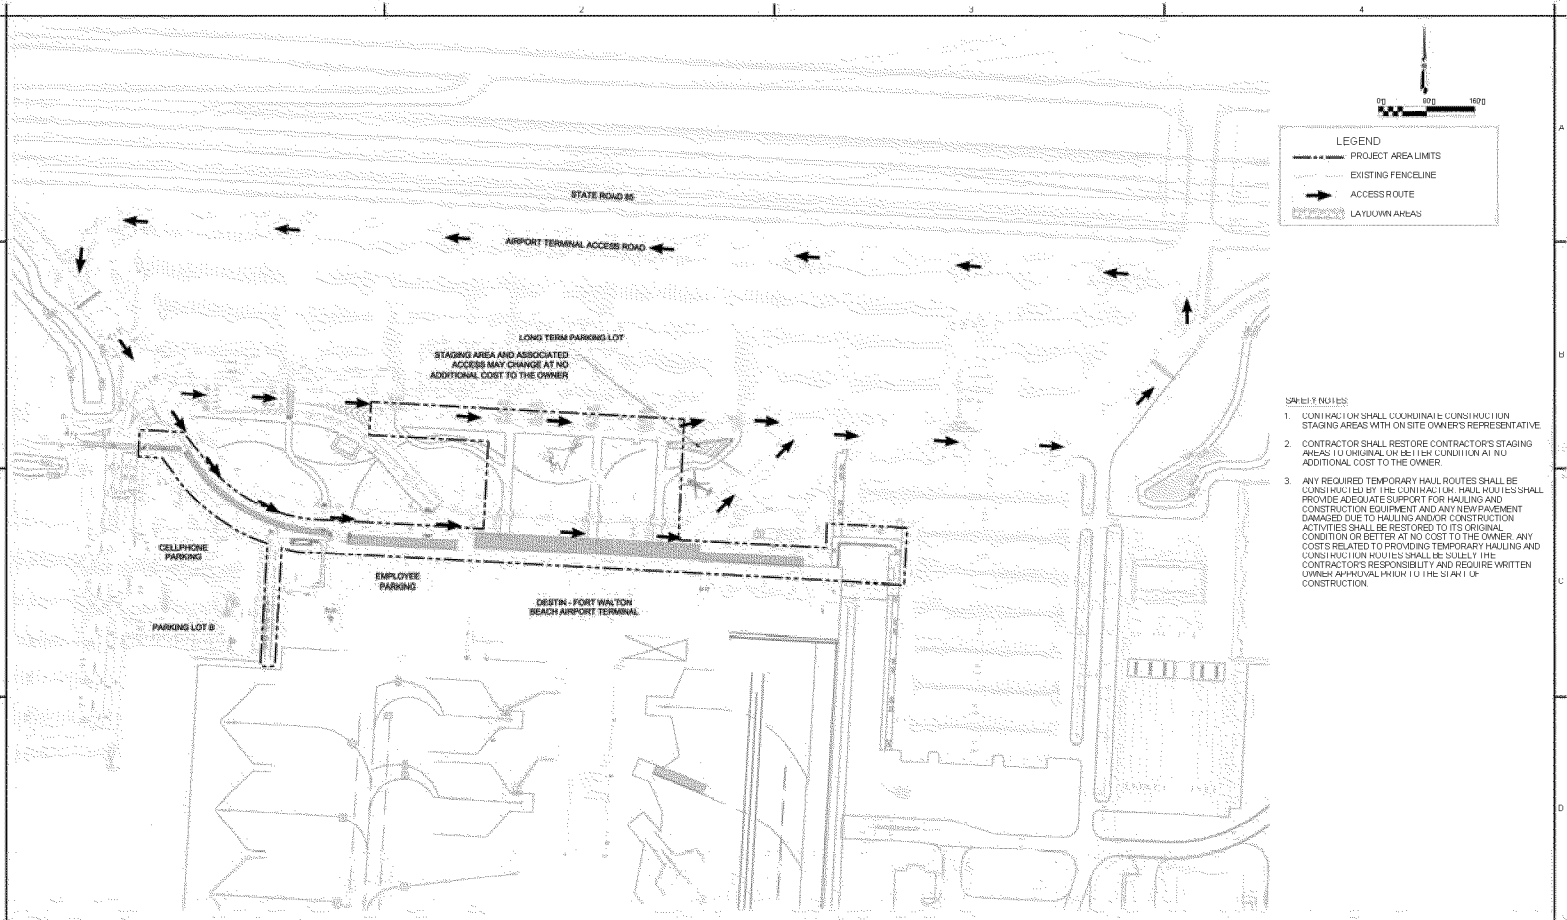 2
3
4
A
B
C
D
0'0
80'0
160'0
LEGEND
PROJECT AREA LIMITS
EXISTING FENCELINE
ACCESS ROUTE
LAYDOWN AREAS
STATE ROAD 85
AIRPORT TERMINAL ACCESS ROAD
LONG TERM PARKING LOT
STAGING AREA AND ASSOCIATED
ACCESS MAY CHANGE AT NO
ADDITIONAL COST TO THE OWNER
CELLPHONE
PARKING
EMPLOYEE
PARKING
DESTIN - FORT WALTON
BEACH AIRPORT TERMINAL
PARKING LOT B
SAFETY NOTES:
1. CONTRACTOR SHALL COORDINATE CONSTRUCTION
STAGING AREAS WITH ON SITE OWNER'S REPRESENTATIVE.
2. CONTRACTOR SHALL RESTORE CONTRACTOR'S STAGING
AREAS TO ORIGINAL OR BETTER CONDITION AT NO
ADDITIONAL COST TO THE OWNER.
3. ANY REQUIRED TEMPORARY HAUL ROUTES SHALL BE
CONSTRUCTED BY THE CONTRACTOR. HAUL ROUTES SHALL
PROVIDE ADEQUATE SUPPORT FOR HAULING AND
CONSTRUCTION EQUIPMENT AND ANY NEW PAVEMENT
DAMAGED DUE TO HAULING AND/OR CONSTRUCTION
ACTIVITIES SHALL BE RESTORED TO ITS ORIGINAL
CONDITION OR BETTER AT NO COST TO THE OWNER. ANY
COSTS RELATED TO PROVIDING TEMPORARY HAULING AND
CONSTRUCTION ROUTES SHALL BE SOLELY THE
CONTRACTOR'S RESPONSIBILITY AND REQUIRE WRITTEN
OWNER APPROVAL PRIOR TO THE START OF
CONSTRUCTION.